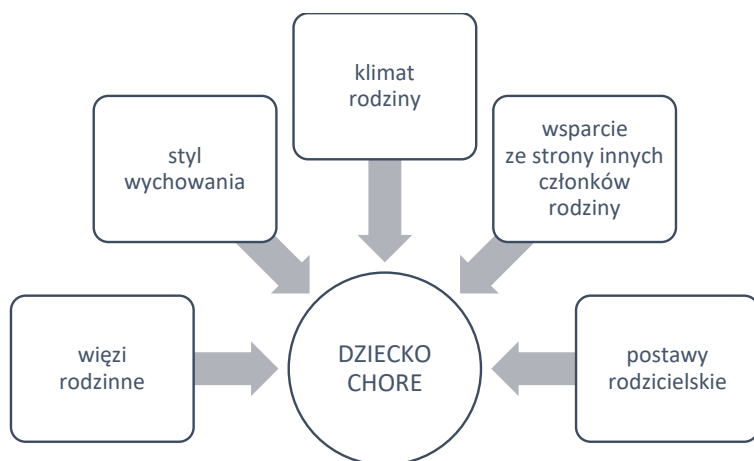 klimat
rodziny
styl
wychowania
wsparcie
ze strony innych
członków
rodziny
więzi
rodzinne
DZIECKO
CHORE
postawy
rodzicielskie